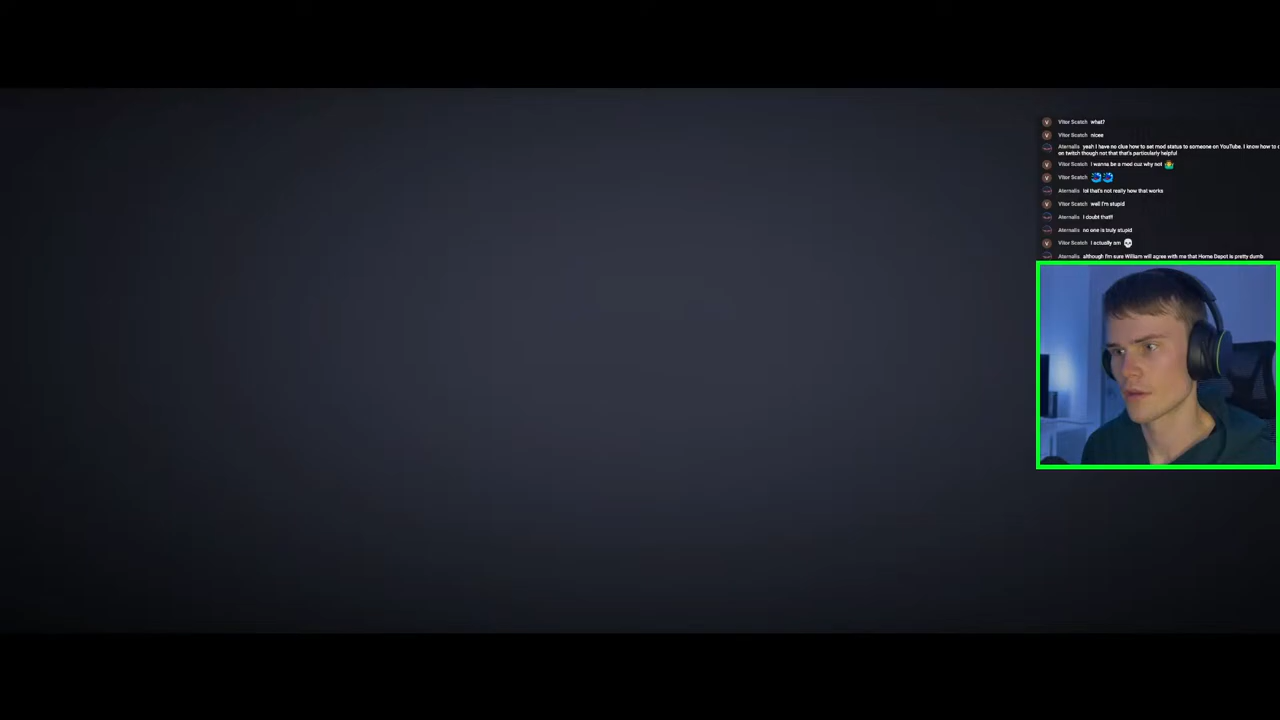 Vitor Scatch what?
Vitor Scatch nicee
Aternalis yeah I have no clue how to set mod status to someone on YouTube. I know how to
on twitch though not that that's particularly helpful
Vitor Scatch I wanna be a mod cuz why not
Vitor Scatch
Aternalis lol that's not really how that works
Vitor Scatch well I'm stupid
Aternalis I doubt that!!
Aternalis no one is truly stupid
Vitor Scatch I actually am
Aternalis although I'm sure William will agree with me that Home Depot is pretty dumb